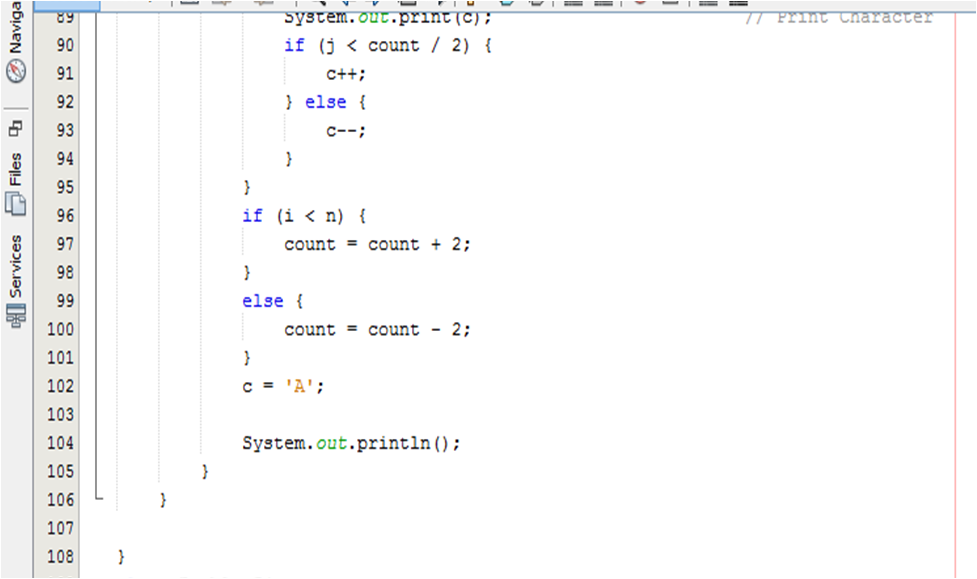 Naviga
Files
Services
89 System.out.print(c); // Print Character
90 if (j < count / 2) {
91 c++;
92 } else {
93 c--;
94 }
95 }
96 if (i < n) {
97 count = count + 2;
98 }
99 else {
100 count = count - 2;
101 }
102 c = 'A';
103
104 System.out.println();
105 }
106 }
107
108 }